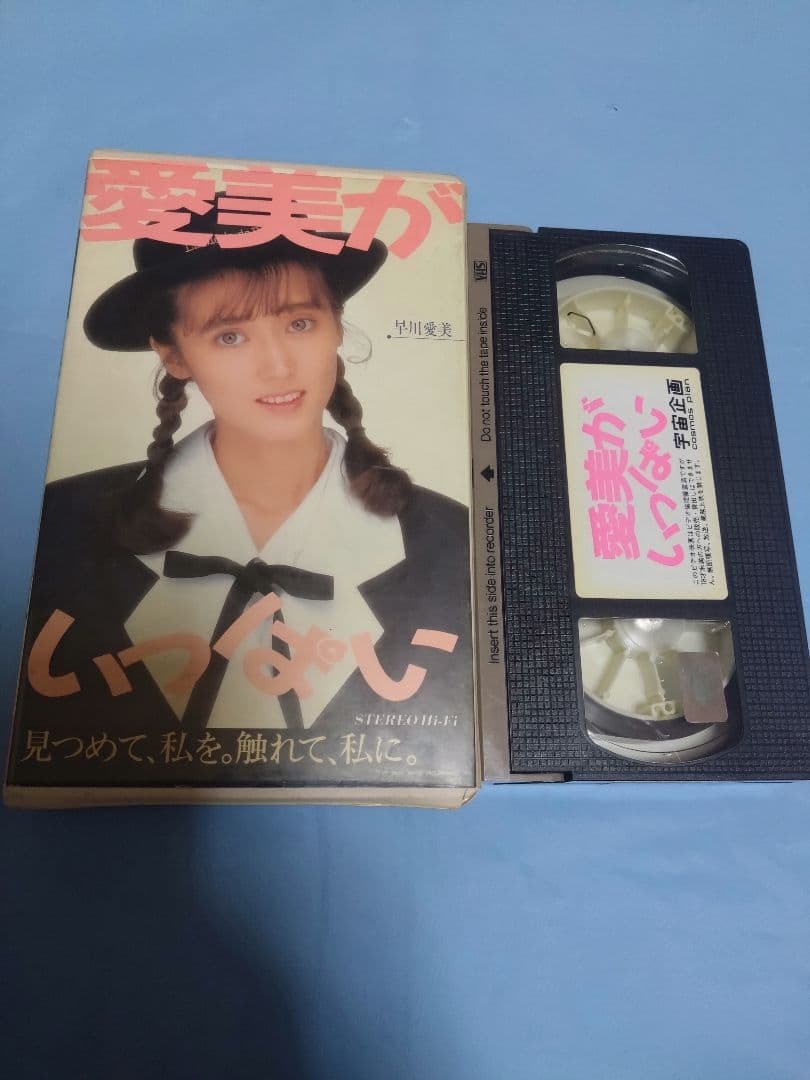 愛美が
早川愛美
いっぱい
STEREO Hi-Fi
見つめて、私を。触れて、私に。
VHS
Do not touch the tape inside
Insert this side into recorder
愛美が
いっぱい
宇宙企画
cosmos plan